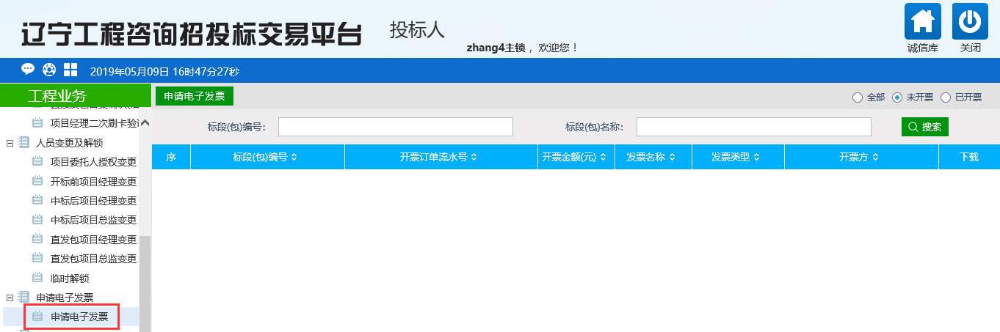 辽宁工程咨询招投标交易平台
投标人
zhang4主锁 ，欢迎您！
诚信库
关闭
2019年05月09日 16时47分27秒
工程业务
项目经理二次刷卡验证
人员变更及解锁
项目委托人授权变更
开标前项目经理变更
中标后项目经理变更
中标后项目总监变更
直发包项目经理变更
直发包项目总监变更
临时解锁
申请电子发票
申请电子发票
申请电子发票
全部 未开票 已开票
标段(包)编号： 标段(包)名称： 搜索
序 标段(包)编号 开票订单流水号 开票金额(元) 发票名称 发票类型 开票方 下载